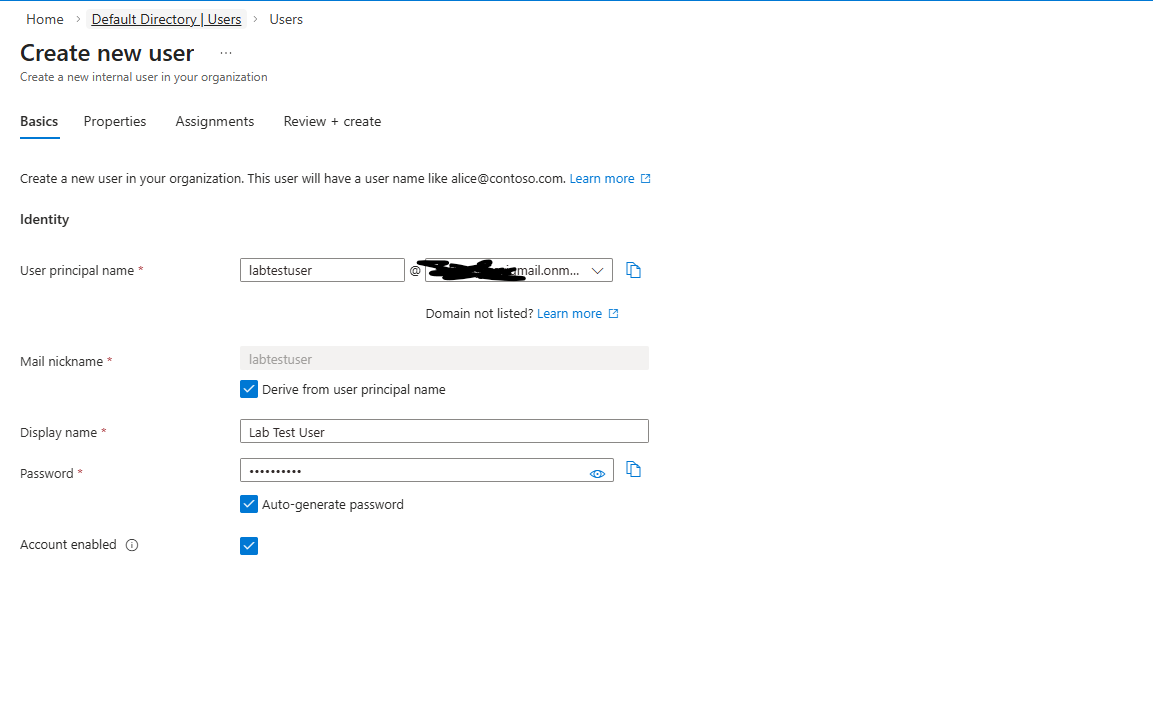 Home > Default Directory | Users > Users
Create new user ...
Create a new internal user in your organization
Basics Properties Assignments Review + create
Create a new user in your organization. This user will have a user name like alice@contoso.com. Learn more
Identity
User principal name * labtestuser @ gmail.onm...
Domain not listed? Learn more
Mail nickname * labtestuser
Derive from user principal name
Display name * Lab Test User
Password * ••••••••••
Auto-generate password
Account enabled